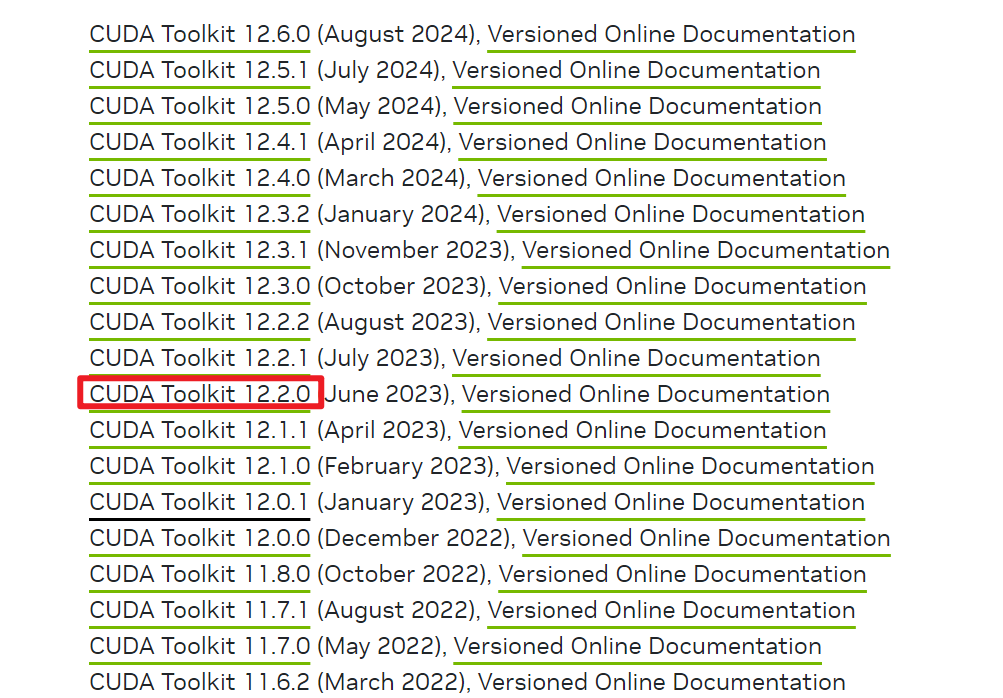 CUDA Toolkit 12.6.0 (August 2024), Versioned Online Documentation
CUDA Toolkit 12.5.1 (July 2024), Versioned Online Documentation
CUDA Toolkit 12.5.0 (May 2024), Versioned Online Documentation
CUDA Toolkit 12.4.1 (April 2024), Versioned Online Documentation
CUDA Toolkit 12.4.0 (March 2024), Versioned Online Documentation
CUDA Toolkit 12.3.2 (January 2024), Versioned Online Documentation
CUDA Toolkit 12.3.1 (November 2023), Versioned Online Documentation
CUDA Toolkit 12.3.0 (October 2023), Versioned Online Documentation
CUDA Toolkit 12.2.2 (August 2023), Versioned Online Documentation
CUDA Toolkit 12.2.1 (July 2023), Versioned Online Documentation
CUDA Toolkit 12.2.0 June 2023), Versioned Online Documentation
CUDA Toolkit 12.1.1 (April 2023), Versioned Online Documentation
CUDA Toolkit 12.1.0 (February 2023), Versioned Online Documentation
CUDA Toolkit 12.0.1 (January 2023), Versioned Online Documentation
CUDA Toolkit 12.0.0 (December 2022), Versioned Online Documentation
CUDA Toolkit 11.8.0 (October 2022), Versioned Online Documentation
CUDA Toolkit 11.7.1 (August 2022), Versioned Online Documentation
CUDA Toolkit 11.7.0 (May 2022), Versioned Online Documentation
CUDA Toolkit 11.6.2 (March 2022), Versioned Online Documentation